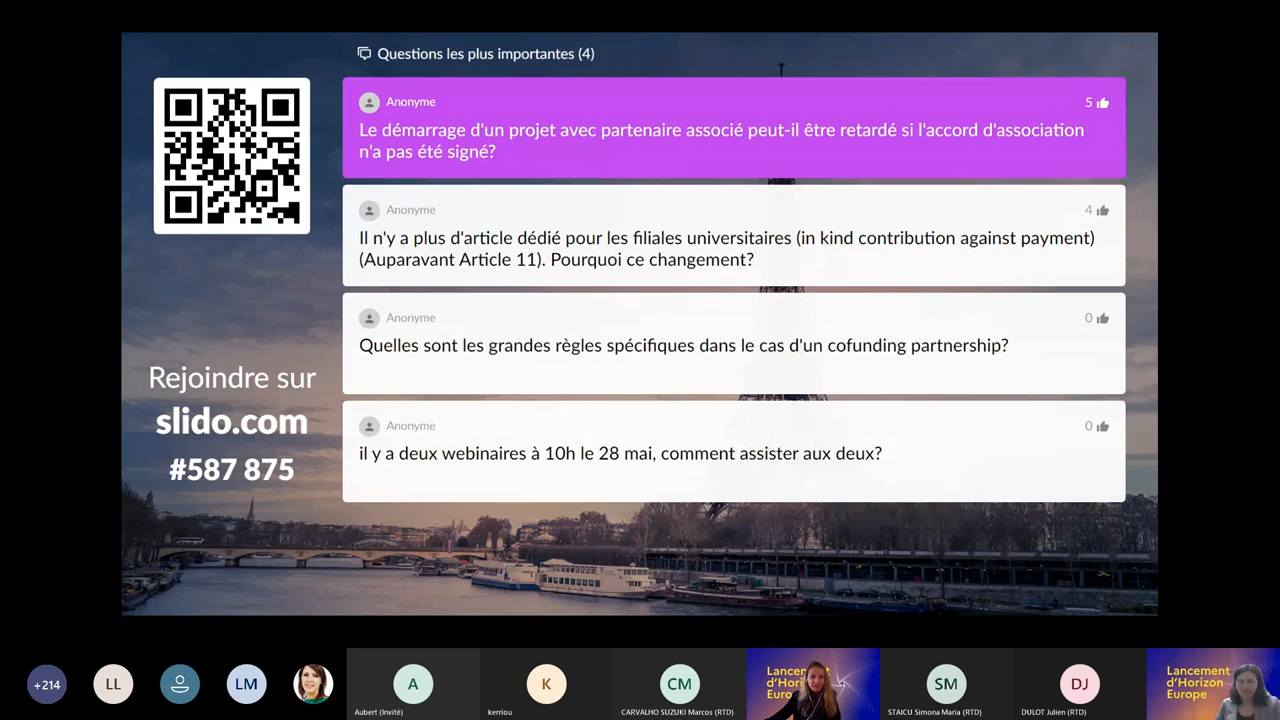 Questions les plus importantes (4)
Anonyme
5
Le démarrage d'un projet avec partenaire associé peut-il être retardé si l'accord d'association
n'a pas été signé?
Anonyme
4
Il n'y a plus d'article dédié pour les filiales universitaires (in kind contribution against payment)
(Auparavant Article 11). Pourquoi ce changement?
Anonyme
0
Quelles sont les grandes règles spécifiques dans le cas d'un cofunding partnership?
Anonyme
0
il y a deux webinaires à 10h le 28 mai, comment assister aux deux?
Rejoindre sur
slido.com
#587 875
+214
LL
LM
A
Aubert (Invité)
K
kerriou
CM
CARVALHO SUZUKI Marcos (RTD)
Lancement
d'Horizon
Euro
SM
STAICU Simona Maria (RTD)
DJ
DULOT Julien (RTD)
Lancement
d'Horizon
Europe